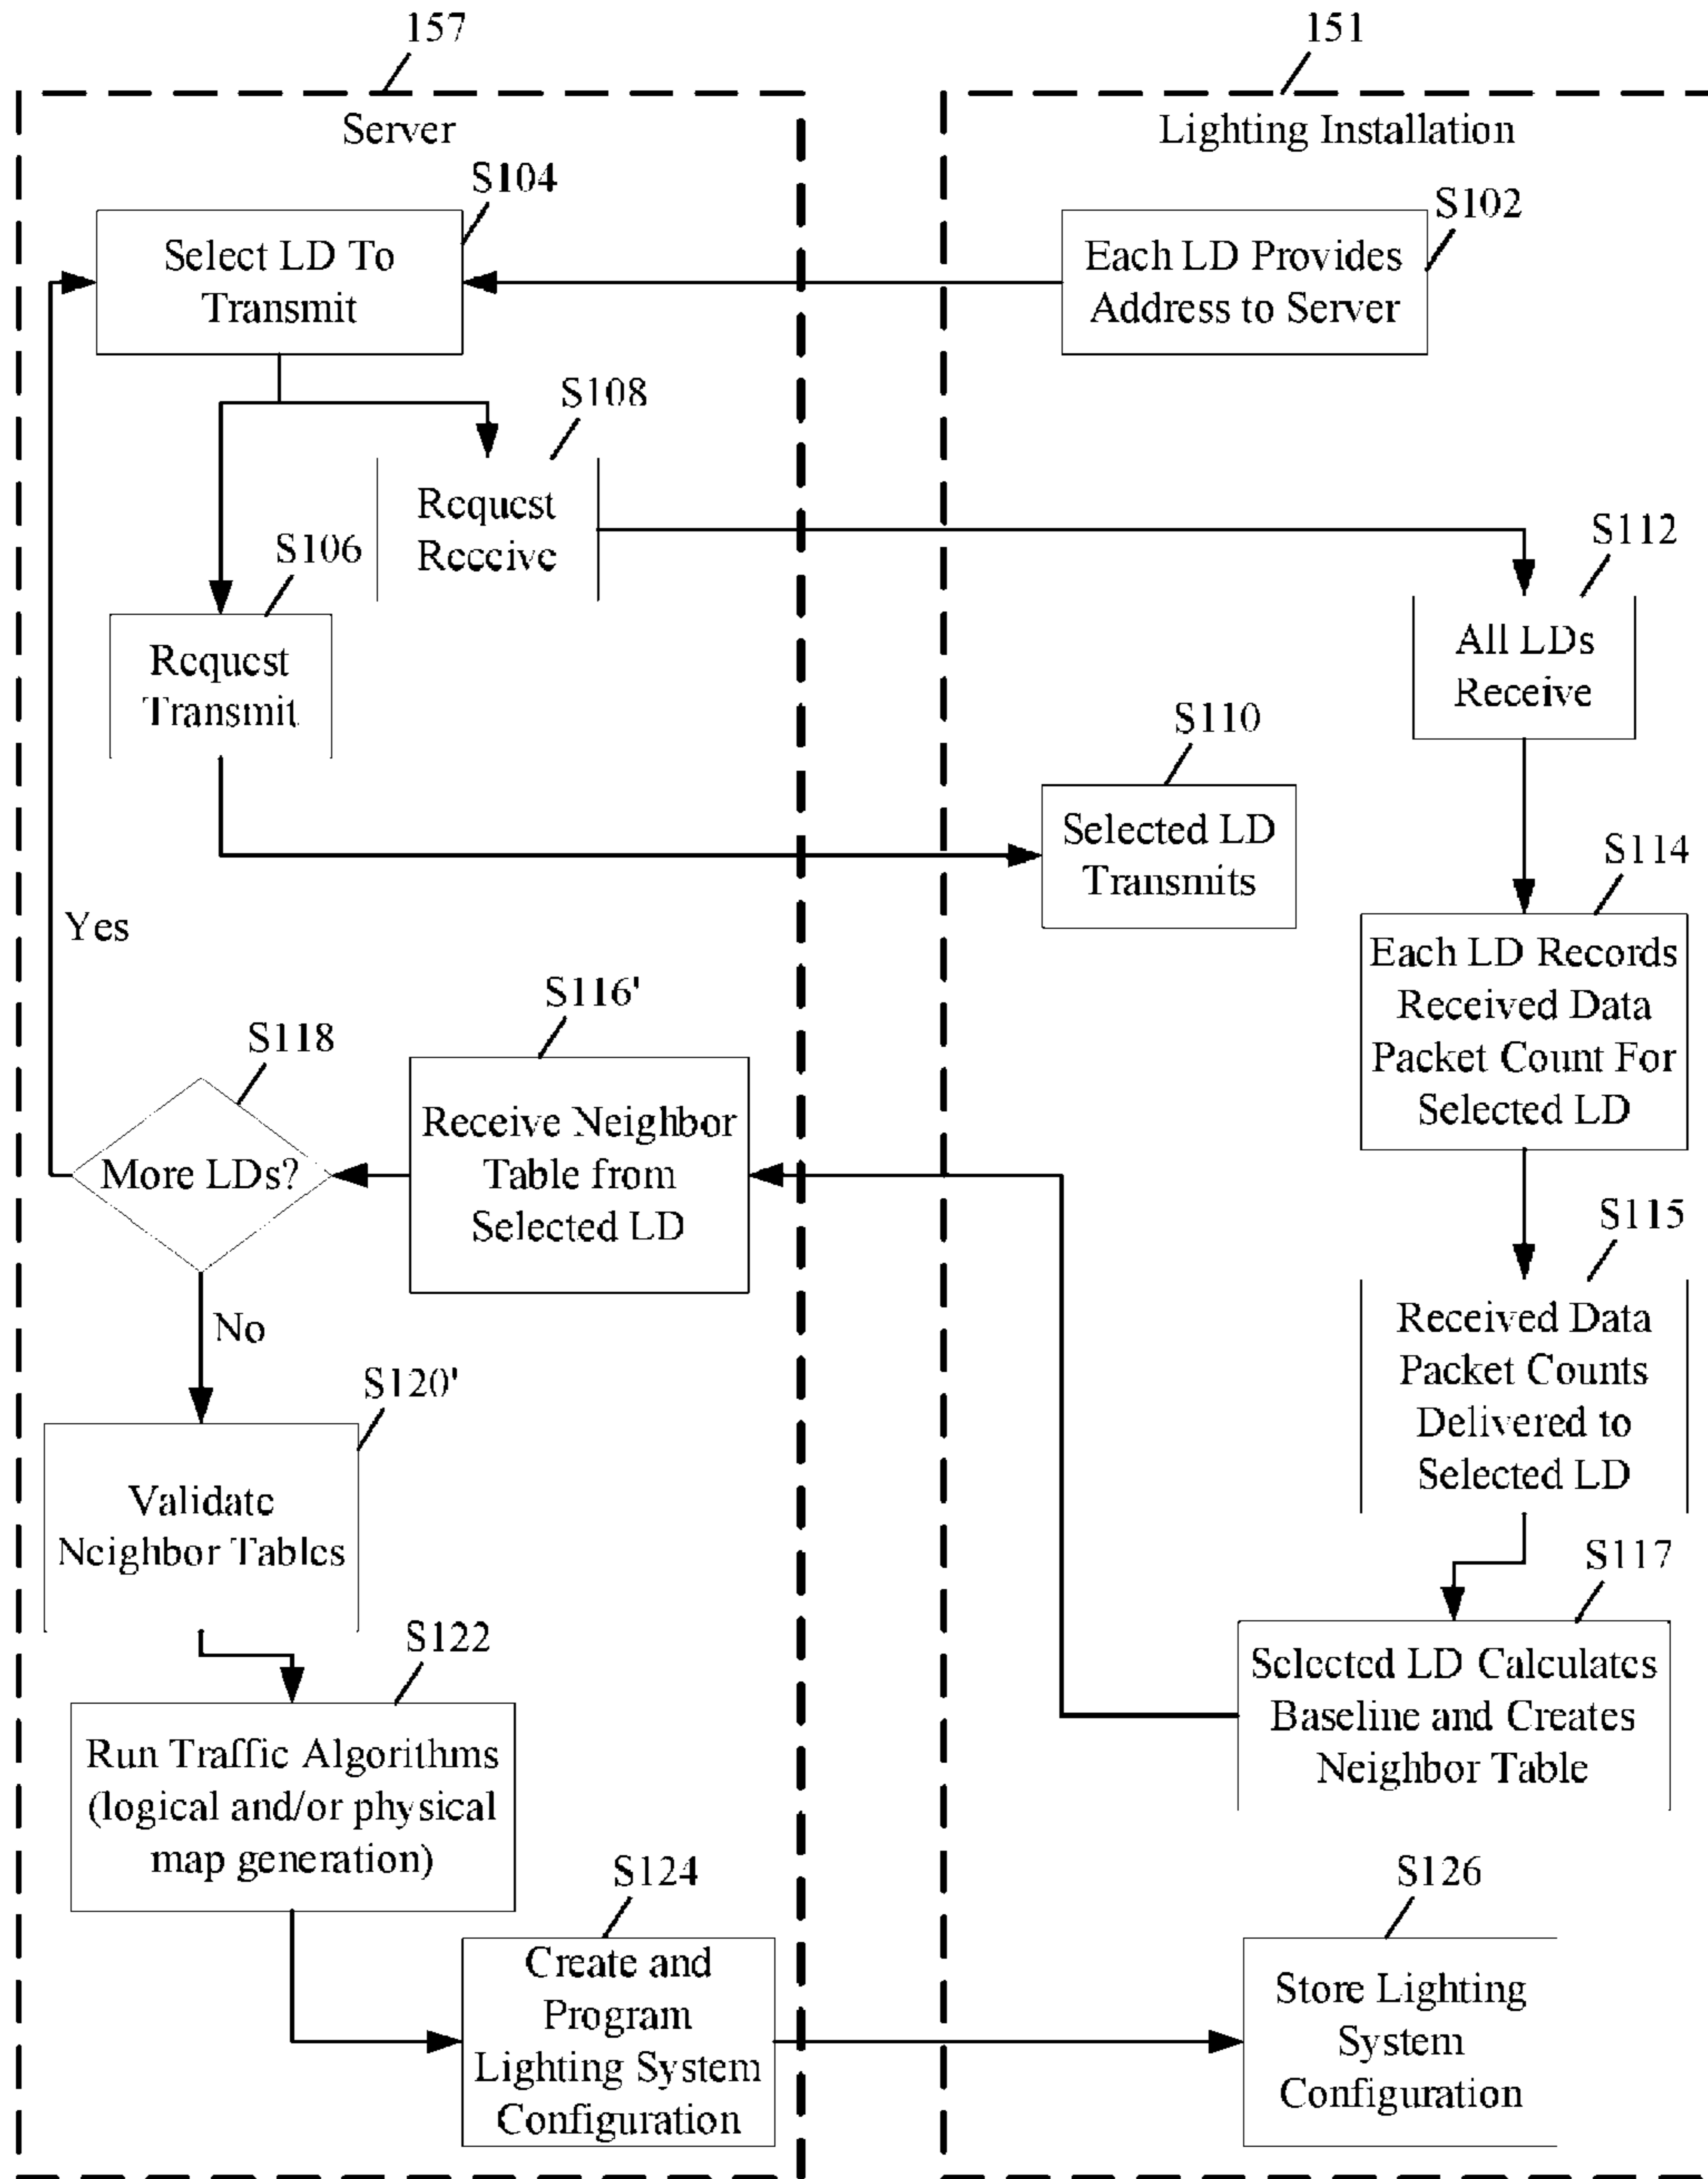 157
151
Server
Lighting Installation
S104
S102
Select LD To
Transmit
Each LD Provides
Address to Server
S108
Request
Receive
S106
Request
Transmit
S112
All LDs
Receive
S110
Selected LD
Transmits
S114
Each LD Records
Received Data
Packet Count For
Selected LD
Yes
S116'
Receive Neighbor
Table from
Selected LD
S118
More LDs?
No
S115
Received Data
Packet Counts
Delivered to
Selected LD
S120'
Validate
Neighbor Tables
S117
Selected LD Calculates
Baseline and Creates
Neighbor Table
S122
Run Traffic Algorithms
(logical and/or physical
map generation)
S124
Create and
Program
Lighting System
Configuration
S126
Store Lighting
System
Configuration